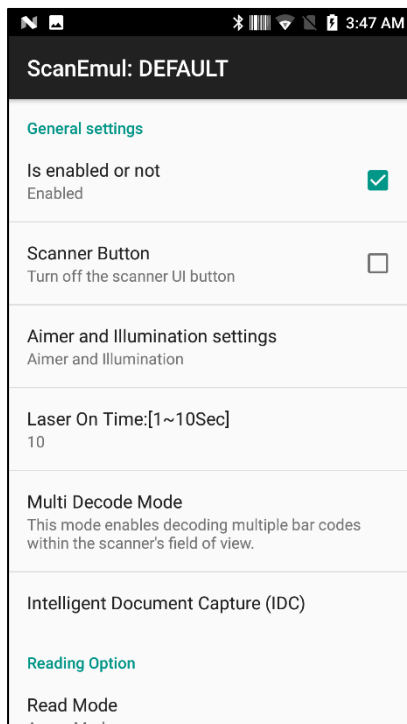 3:47 AM
ScanEmul: DEFAULT
General settings
Is enabled or not
Enabled
Scanner Button
Turn off the scanner UI button
Aimer and Illumination settings
Aimer and Illumination
Laser On Time:[1~10Sec]
10
Multi Decode Mode
This mode enables decoding multiple bar codes
within the scanner's field of view.
Intelligent Document Capture (IDC)
Reading Option
Read Mode